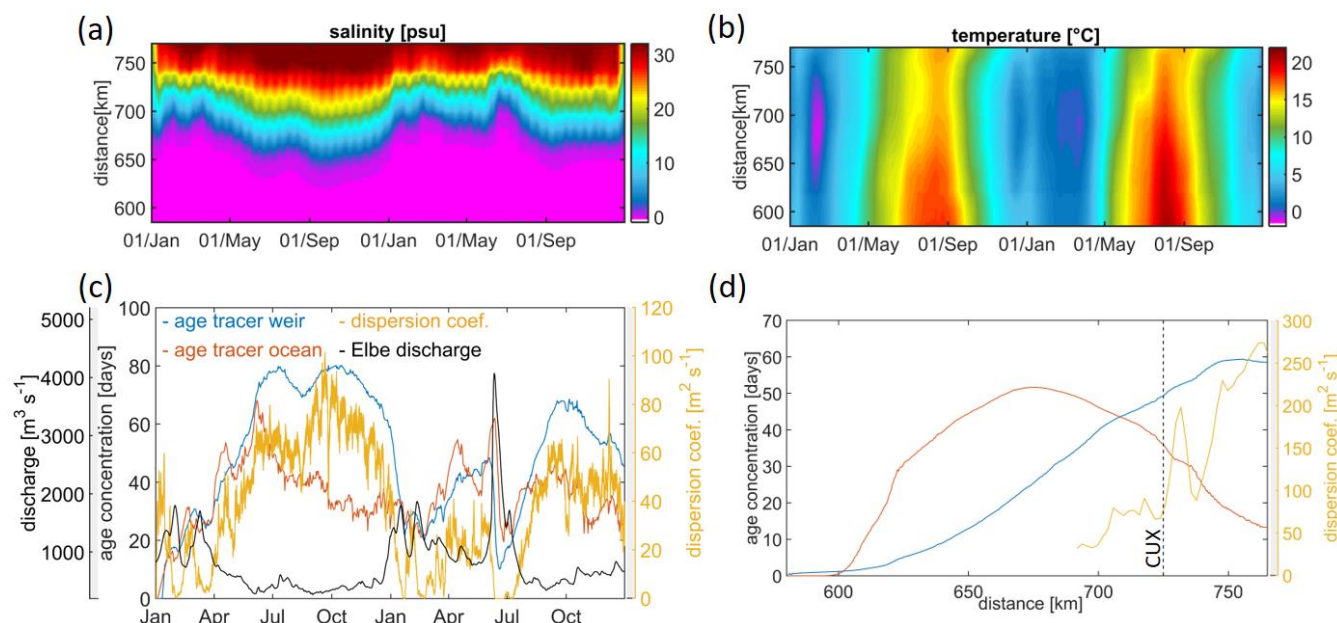 (a)
salinity [psu]
distance[km]
750
700
650
600
01/Jan 01/May 01/Sep 01/Jan 01/May 01/Sep
30
20
10
0
(b)
temperature [°C]
distance[km]
750
700
650
600
01/Jan 01/May 01/Sep 01/Jan 01/May 01/Sep
20
15
10
5
0
(c)
discharge [m³ s⁻¹]
5000
4000
3000
2000
1000
age concentration [days]
100
80
60
40
20
0
- age tracer weir - dispersion coef.
- age tracer ocean - Elbe discharge
Jan Apr Jul Oct Jan Apr Jul Oct
120
100
80
60
40
20
0
dispersion coef. [m² s⁻¹]
(d)
age concentration [days]
70
60
50
40
30
20
10
0
CUX
600 650 700 750
distance [km]
300
250
200
150
100
50
0
dispersion coef. [m² s⁻¹]